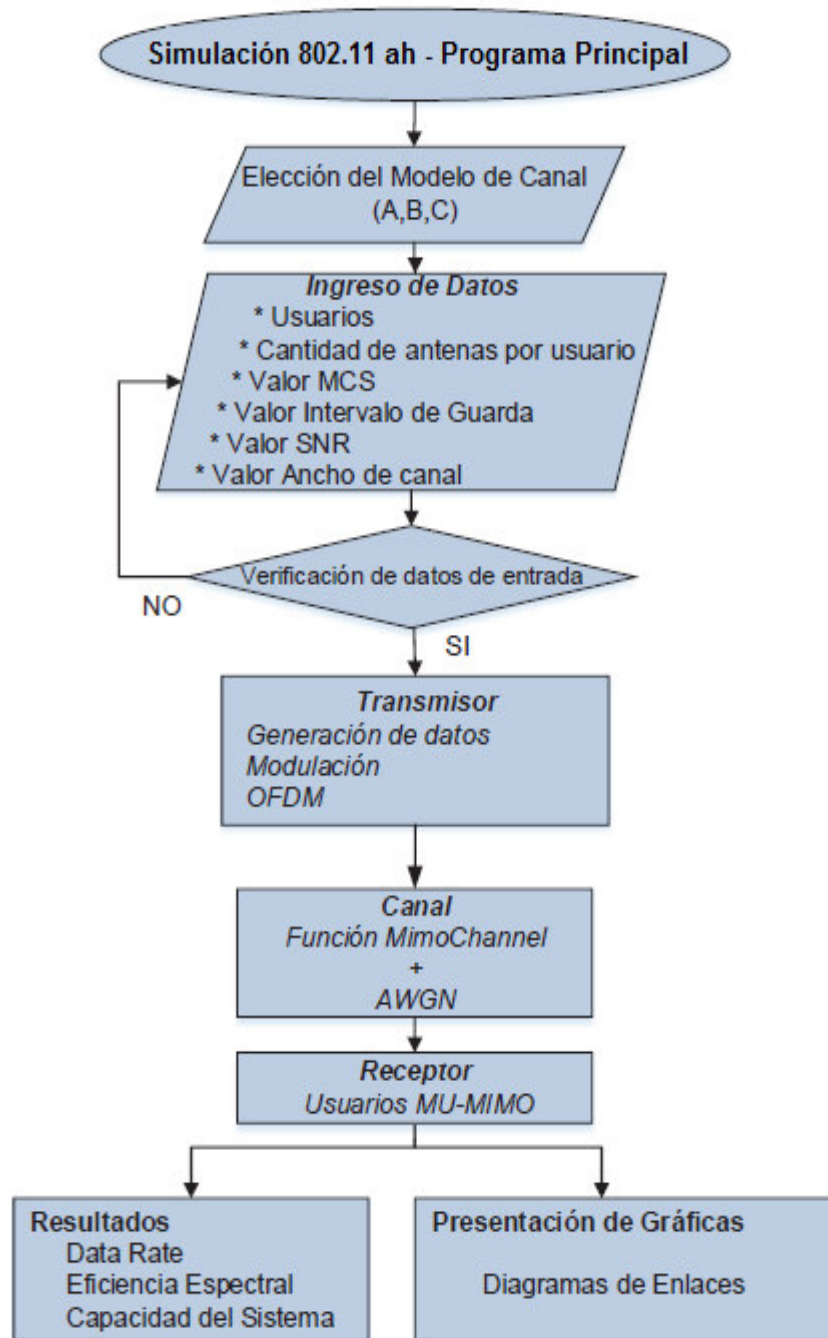 Simulación 802.11 ah - Programa Principal
Elección del Modelo de Canal
(A,B,C)
Ingreso de Datos
* Usuarios
* Cantidad de antenas por usuario
* Valor MCS
* Valor Intervalo de Guarda
* Valor SNR
* Valor Ancho de canal
Verificación de datos de entrada
NO
SI
Transmisor
Generación de datos
Modulación
OFDM
Canal
Función MimoChannel
+
AWGN
Receptor
Usuarios MU-MIMO
Resultados
Data Rate
Eficiencia Espectral
Capacidad del Sistema
Presentación de Gráficas
Diagramas de Enlaces